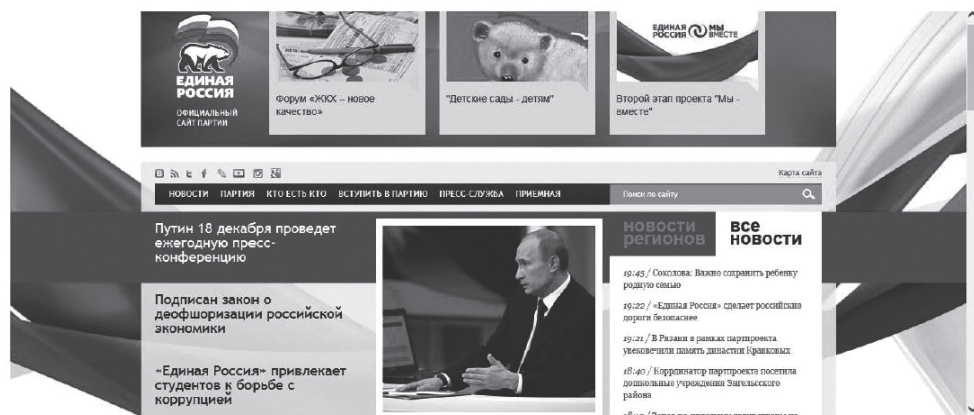 ЕДИНАЯ
РОССИЯ
ОФИЦИАЛЬНЫЙ
САЙТ ПАРТИИ
Форум «ЖКХ – новое
качество»
"Детские сады - детям"
ЕДИНАЯ
РОССИЯ
МЫ
ВМЕСТЕ
Второй этап проекта "Мы -
вместе"
Карта сайта
НОВОСТИ ПАРТИЯ КТО ЕСТЬ КТО ВСТУПИТЬ В ПАРТИЮ ПРЕСС-СЛУЖБА ПРИЕМНАЯ
Поиск по сайту
Путин 18 декабря проведет
ежегодную пресс-
конференцию
Подписан закон о
деофшоризации российской
экономики
«Единая Россия» привлекает
студентов к борьбе с
коррупцией
новости
регионов
все
новости
19:45 / Соколова: Важно сохранить ребенку
родную семью
19:22 / «Единая Россия» сделает российские
дороги безопаснее
19:21 / В Рязани в рамках партпроекта
увековечили память династии Кравковых
18:40 / Координатор партпроекта посетила
дошкольные учреждения Энгельсского
района